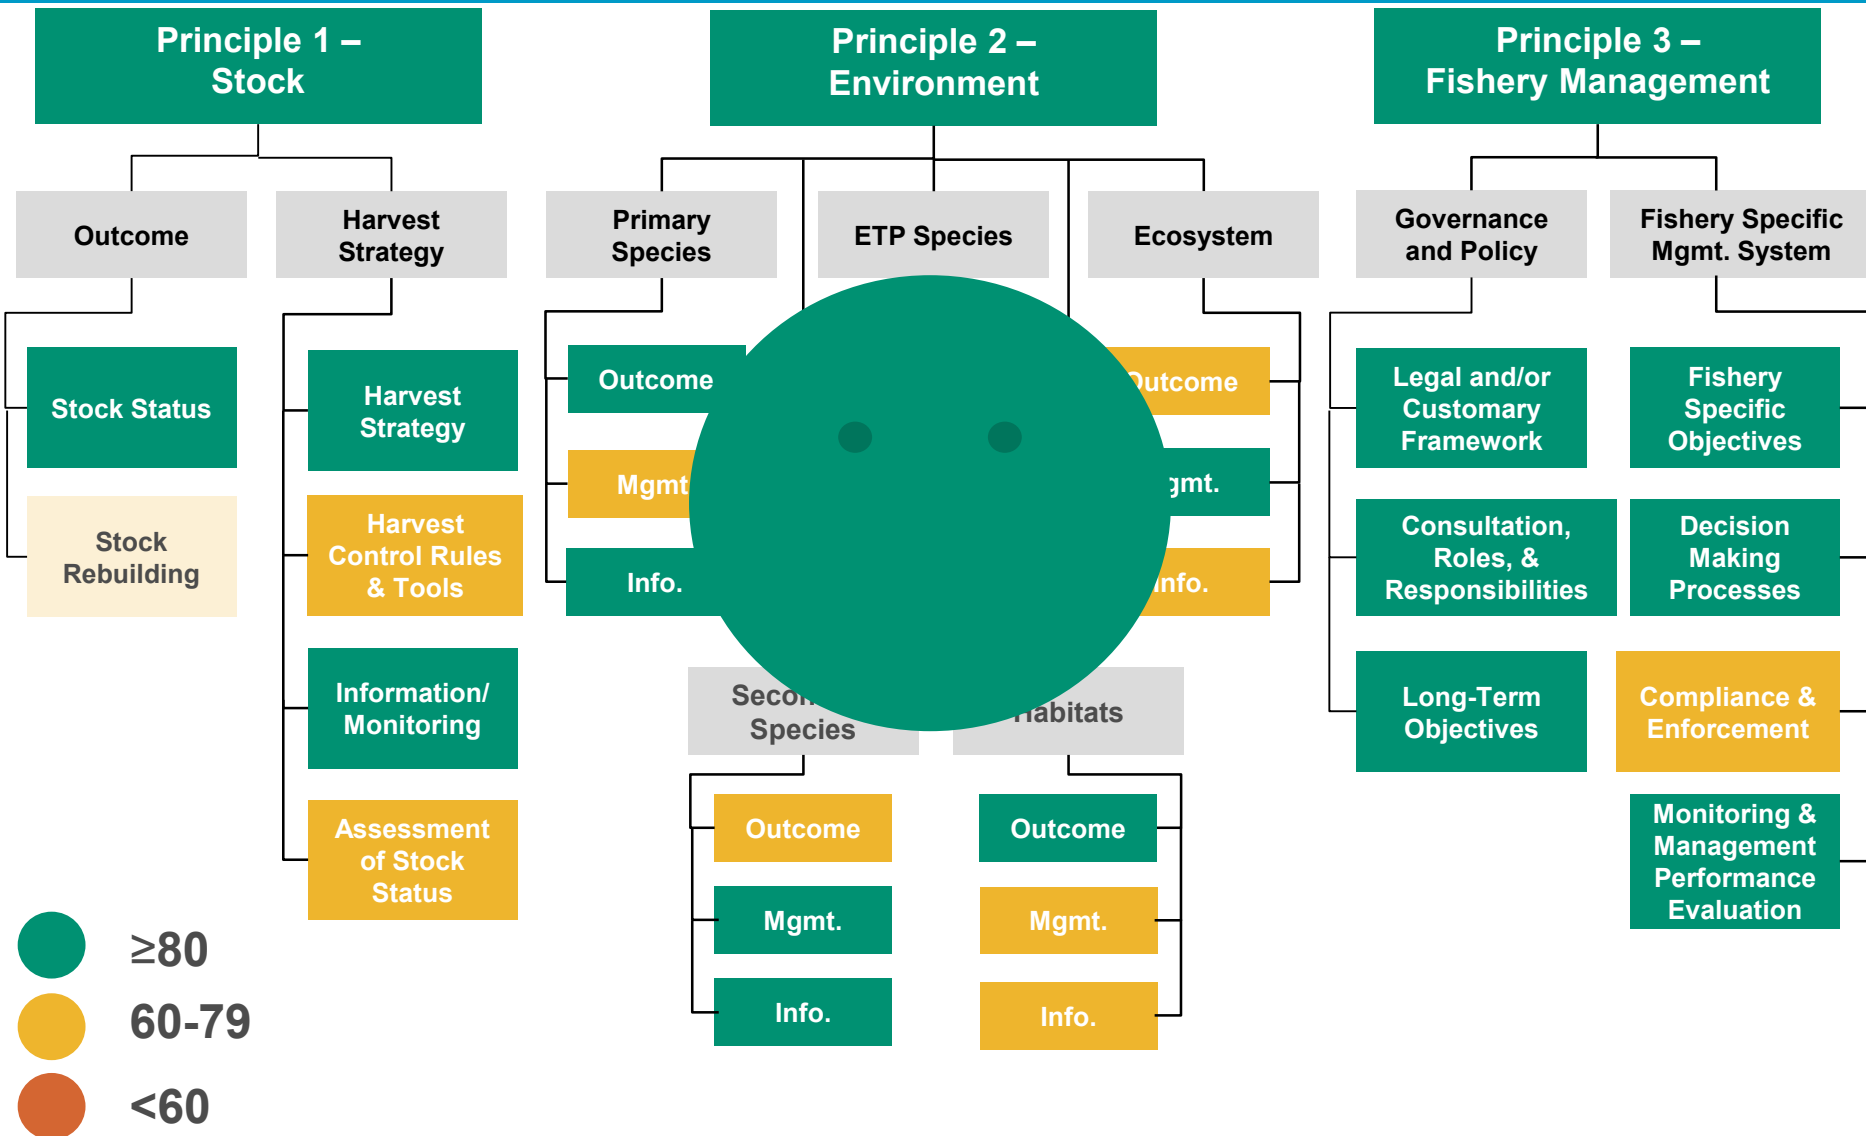 Principle 1 –
Stock
Principle 2 –
Environment
Principle 3 –
Fishery Management
Outcome
Harvest
Strategy
Primary
Species
ETP Species
Ecosystem
Governance
and Policy
Fishery Specific
Mgmt. System
Stock Status
Stock
Rebuilding
Harvest
Strategy
Harvest
Control Rules
& Tools
Information/
Monitoring
Assessment
of Stock
Status
Outcome
Mgmt
Info.
Species
Outcome
Mgmt.
Info.
Outcome
Mgmt.
Info.
Legal and/or
Customary
Framework
Consultation,
Roles, &
Responsibilities
Long-Term
Objectives
Fishery
Specific
Objectives
Decision
Making
Processes
Compliance &
Enforcement
Monitoring &
Management
Performance
Evaluation
≥80
60-79
<60